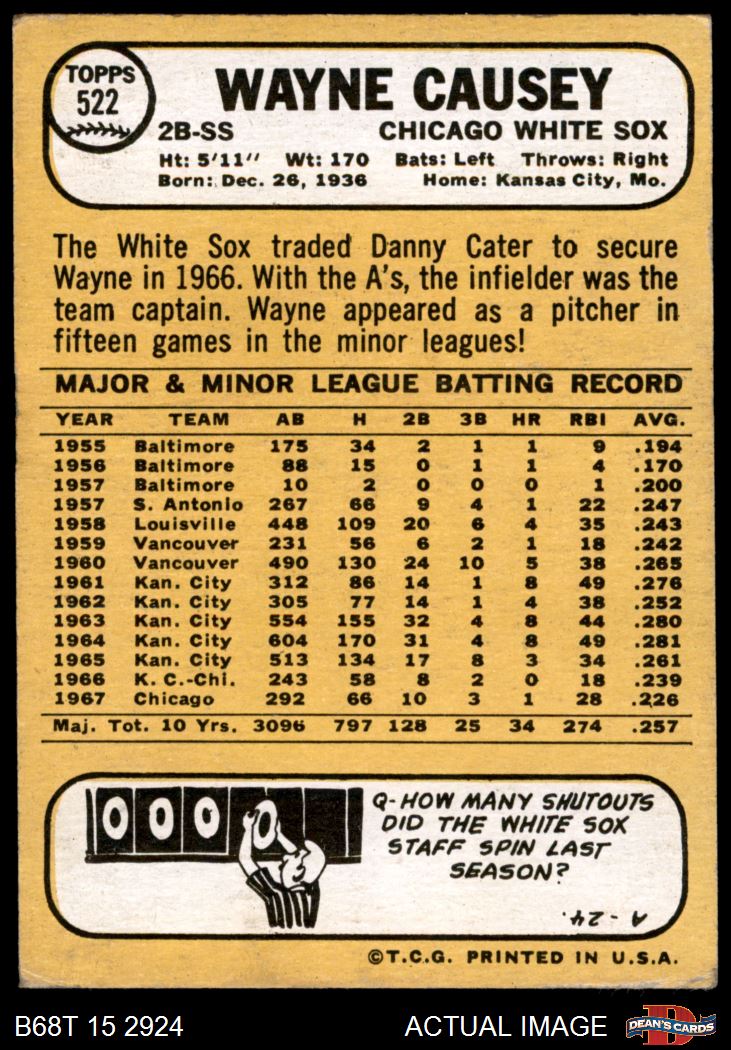 TOPPS
522
WAYNE CAUSEY
2B-SS CHICAGO WHITE SOX
Ht: 5'11" Wt: 170 Bats: Left Throws: Right
Born: Dec. 26, 1936 Home: Kansas City, Mo.
The White Sox traded Danny Cater to secure
Wayne in 1966. With the A's, the infielder was the
team captain. Wayne appeared as a pitcher in
fifteen games in the minor leagues!
MAJOR & MINOR LEAGUE BATTING RECORD
YEAR TEAM AB H 2B 3B HR RBI AVG.
1955 Baltimore 175 34 2 1 1 9 .194
1956 Baltimore 88 15 0 1 1 4 .170
1957 Baltimore 10 2 0 0 0 1 .200
1957 S. Antonio 267 66 9 4 1 22 .247
1958 Louisville 448 109 20 6 4 35 .243
1959 Vancouver 231 56 6 2 1 18 .242
1960 Vancouver 490 130 24 10 5 38 .265
1961 Kan. City 312 86 14 1 8 49 .276
1962 Kan. City 305 77 14 1 4 38 .252
1963 Kan. City 554 155 32 4 8 44 .280
1964 Kan. City 604 170 31 4 8 49 .281
1965 Kan. City 513 134 17 8 3 34 .261
1966 K. C.-Chi. 243 58 8 2 0 18 .239
1967 Chicago 292 66 10 3 1 28 .226
Maj. Tot. 10 Yrs. 3096 797 128 25 34 274 .257
0 0 0 0
Q-HOW MANY SHUTOUTS
DID THE WHITE SOX
STAFF SPIN LAST
SEASON?
A-24.
©T.C.G. PRINTED IN U.S.A.
B68T 15 2924 ACTUAL IMAGE D DEAN'S CARDS